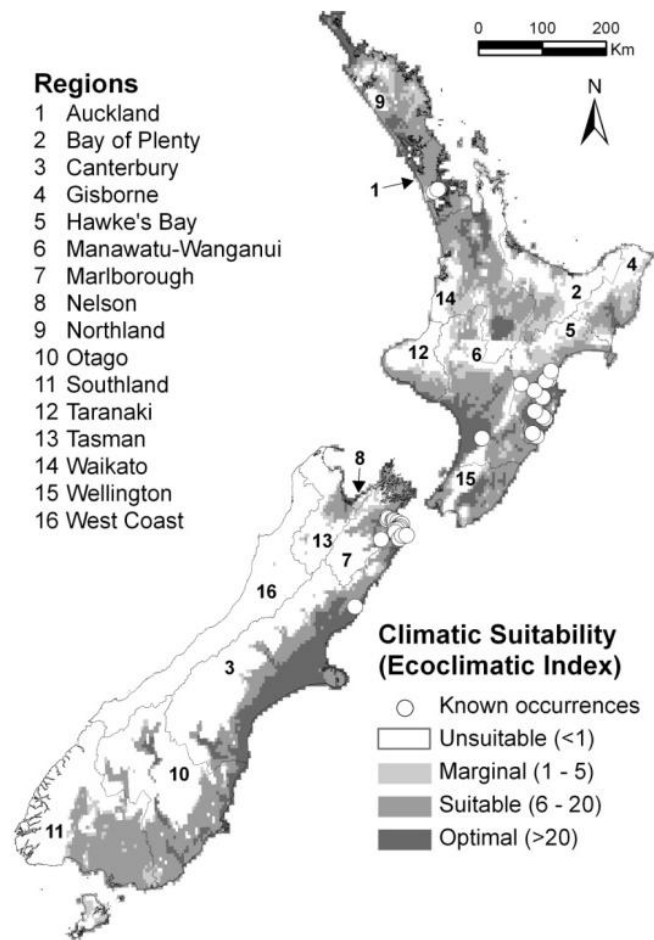 0 100 200
Km
N
Regions
1 Auckland
2 Bay of Plenty
3 Canterbury
4 Gisborne
5 Hawke's Bay
6 Manawatu-Wanganui
7 Marlborough
8 Nelson
9 Northland
10 Otago
11 Southland
12 Taranaki
13 Tasman
14 Waikato
15 Wellington
16 West Coast
9
1
4
2
14
5
12
6
8
15
13
7
16
3
10
11
Climatic Suitability
(Ecoclimatic Index)
Known occurrences
Unsuitable (<1)
Marginal (1 - 5)
Suitable (6 - 20)
Optimal (>20)